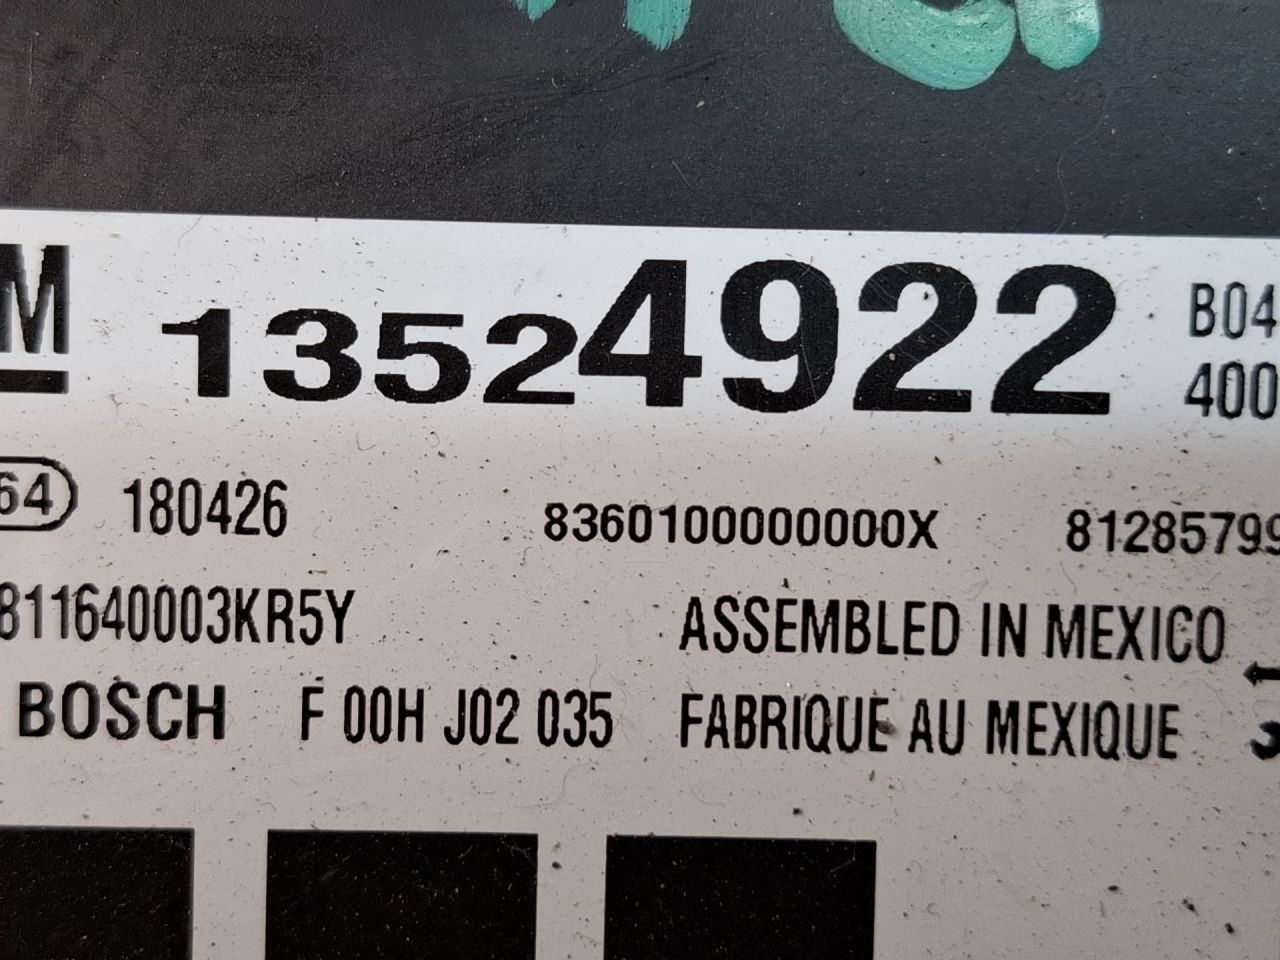 M 13524922 B04
400
64 180426 8360100000000X 81285799
811640003KR5Y ASSEMBLED IN MEXICO
BOSCH F 00H J02 035 FABRIQUE AU MEXIQUE